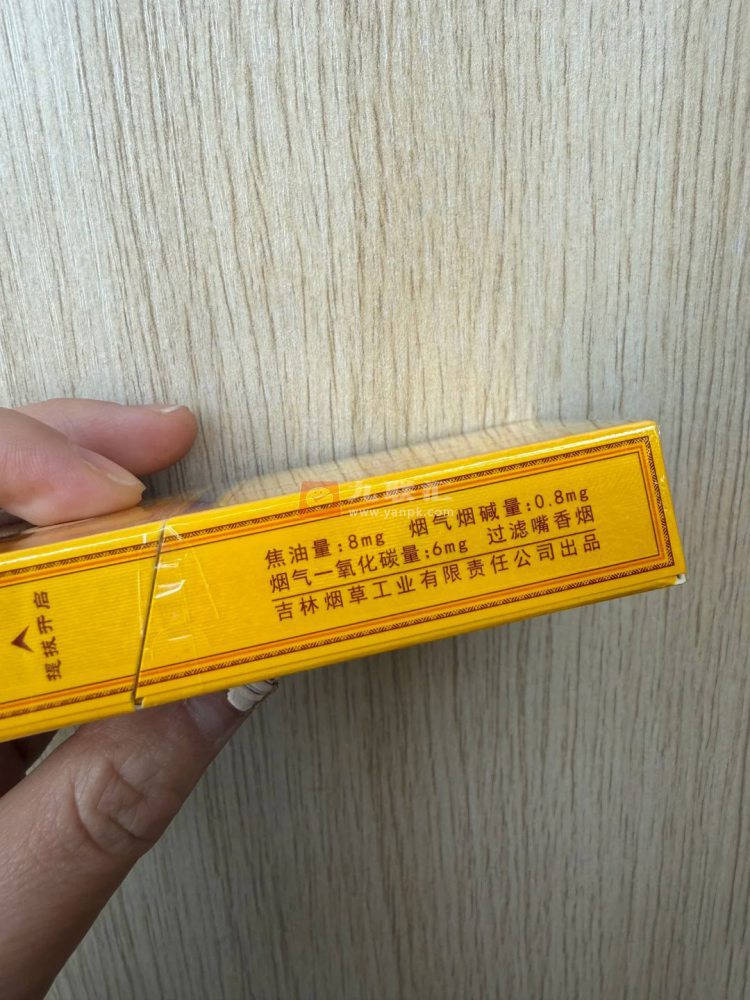 焦油量:8mg 烟气烟碱量:0.8mg
烟气一氧化碳量:6mg 过滤嘴香烟
吉林烟草工业有限责任公司出品
提拔开启
www.yanpk.com